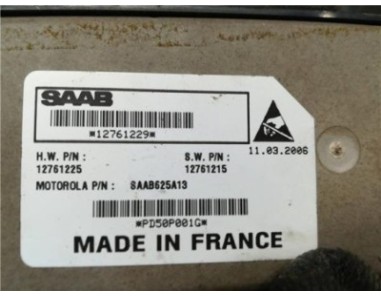 SAAB
*12761229*
11.03.2006
H.W. P/N : S.W. P/N :
12761225 12761215
MOTOROLA P/N : SAAB625A13
*PD50P001G*
MADE IN FRANCE